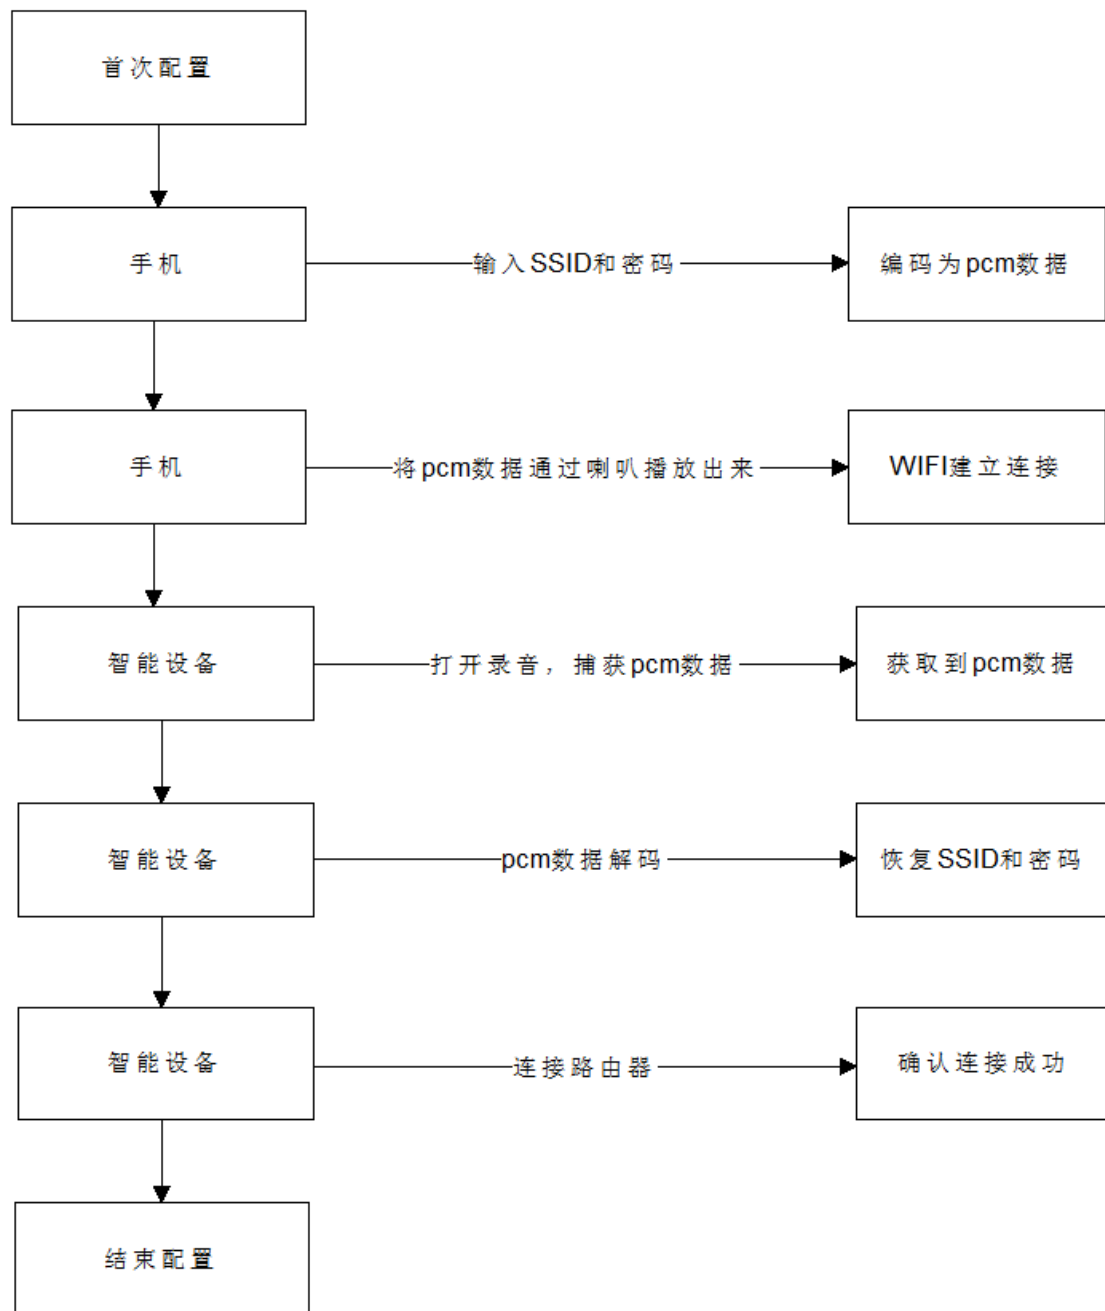 首次配置
手机
输入SSID和密码
编码为pcm数据
手机
将pcm数据通过喇叭播放出来
WIFI建立连接
智能设备
打开录音，捕获pcm数据
获取到pcm数据
智能设备
pcm数据解码
恢复SSID和密码
智能设备
连接路由器
确认连接成功
结束配置